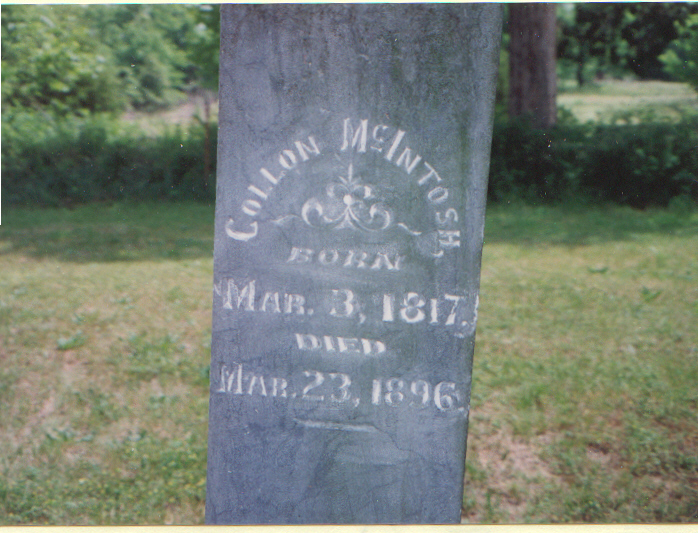 COLLON McINTOSH,
BORN
MAR. 3, 1817.
DIED
MAR. 23, 1896.